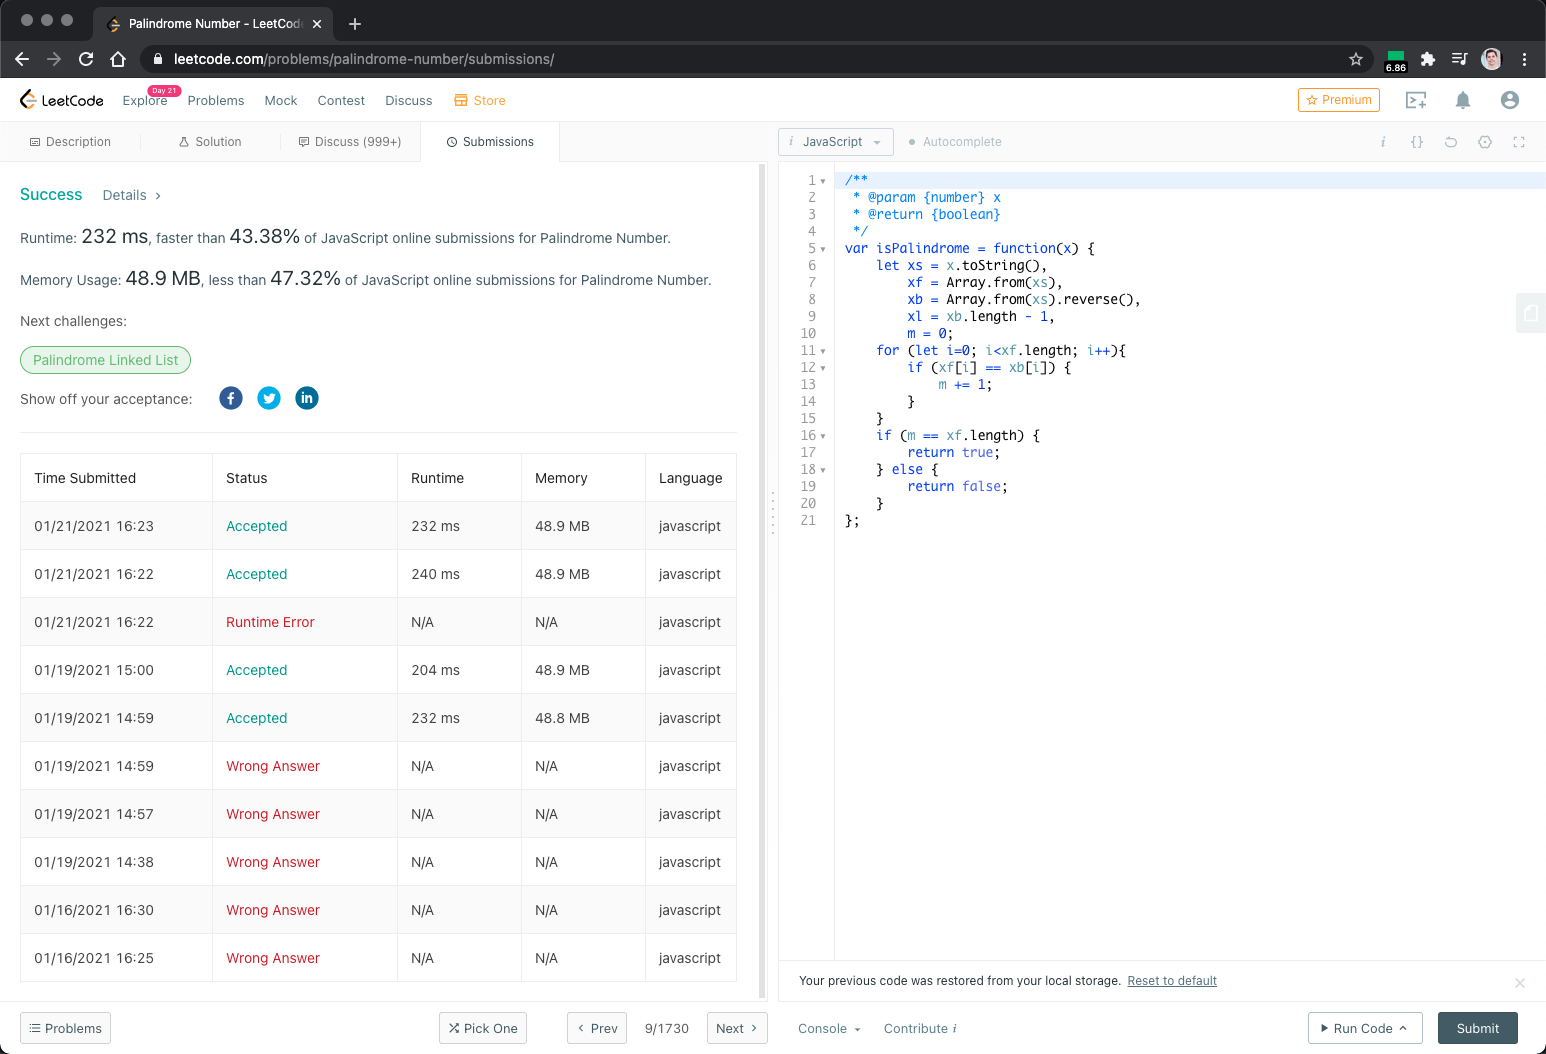 Palindrome Number - LeetCode
leetcode.com/problems/palindrome-number/submissions/
6.86
LeetCode Explore Day 21 Problems Mock Contest Discuss Store Premium
Description Solution Discuss (999+) Submissions
i JavaScript Autocomplete i {}
Success Details >
Runtime: 232 ms, faster than 43.38% of JavaScript online submissions for Palindrome Number.
Memory Usage: 48.9 MB, less than 47.32% of JavaScript online submissions for Palindrome Number.
Next challenges:
Palindrome Linked List
Show off your acceptance: f in
Time Submitted Status Runtime Memory Language
01/21/2021 16:23 Accepted 232 ms 48.9 MB javascript
01/21/2021 16:22 Accepted 240 ms 48.9 MB javascript
01/21/2021 16:22 Runtime Error N/A N/A javascript
01/19/2021 15:00 Accepted 204 ms 48.9 MB javascript
01/19/2021 14:59 Accepted 232 ms 48.8 MB javascript
01/19/2021 14:59 Wrong Answer N/A N/A javascript
01/19/2021 14:57 Wrong Answer N/A N/A javascript
01/19/2021 14:38 Wrong Answer N/A N/A javascript
01/16/2021 16:30 Wrong Answer N/A N/A javascript
01/16/2021 16:25 Wrong Answer N/A N/A javascript
1 /**
2 * @param {number} x
3 * @return {boolean}
4 */
5 var isPalindrome = function(x) {
6 let xs = x.toString(),
7 xf = Array.from(xs),
8 xb = Array.from(xs).reverse(),
9 xl = xb.length - 1,
10 m = 0;
11 for (let i=0; i<xf.length; i++){
12 if (xf[i] == xb[i]) {
13 m += 1;
14 }
15 }
16 if (m == xf.length) {
17 return true;
18 } else {
19 return false;
20 }
21 };
Your previous code was restored from your local storage. Reset to default
Problems Pick One < Prev 9/1730 Next >
Console Contribute i Run Code Submit